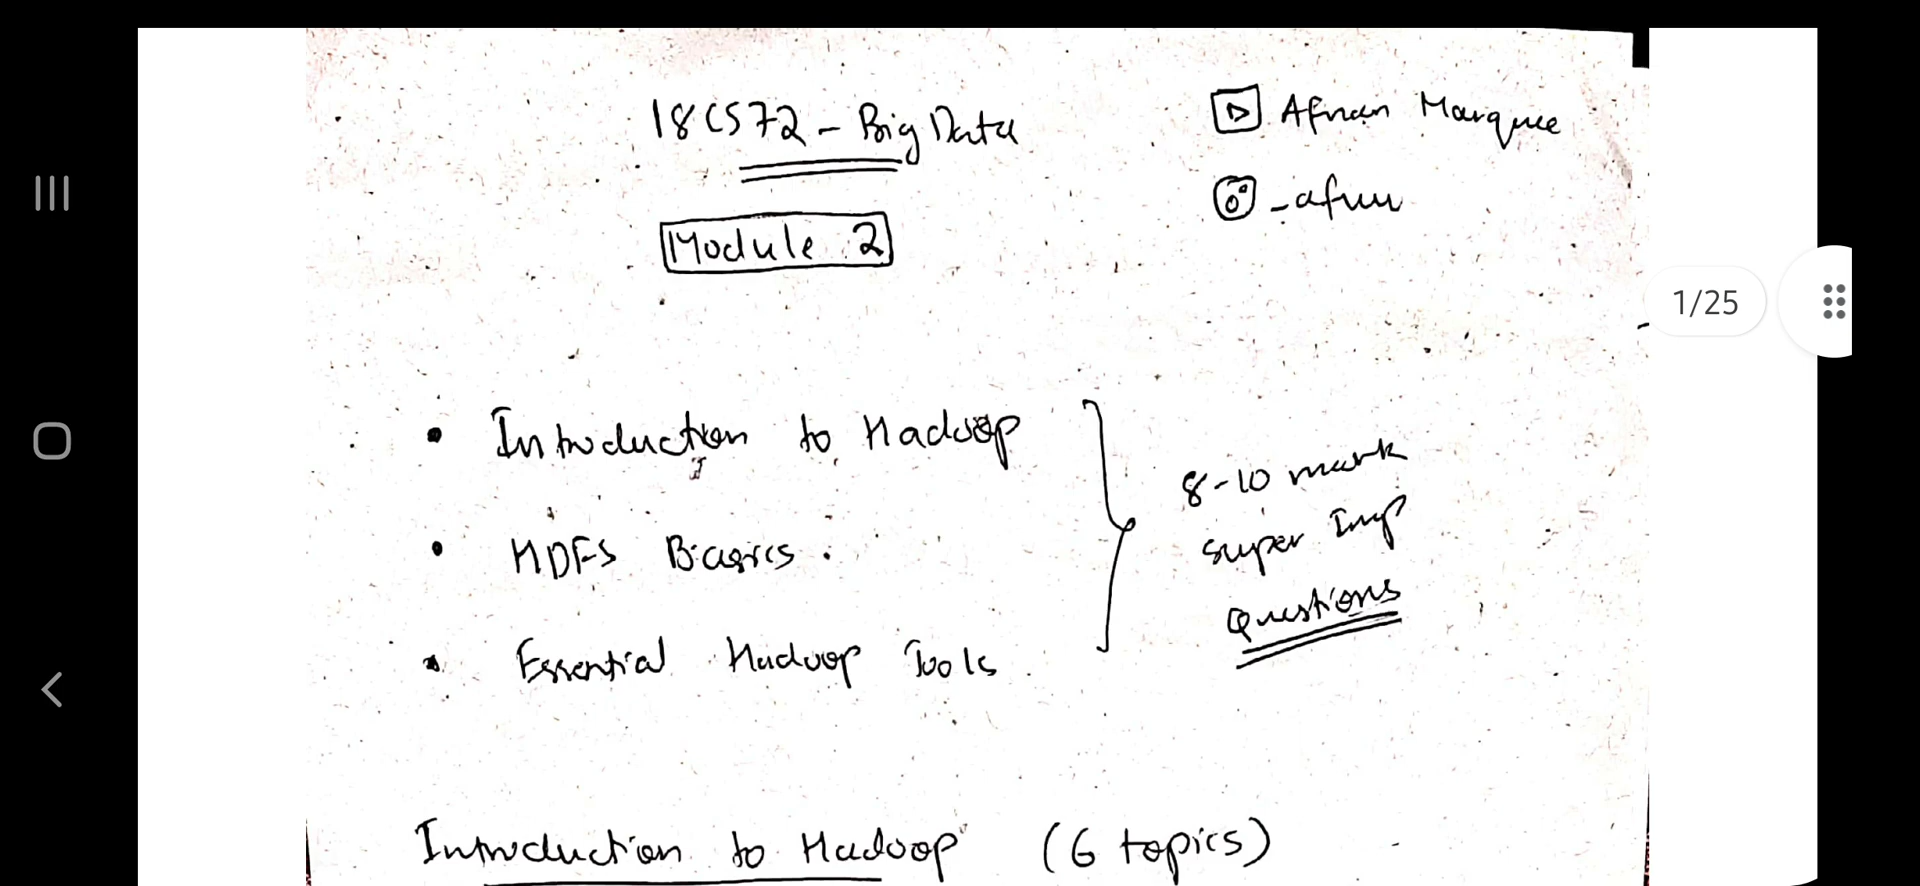 18CS72 - Big Data
Afnan Marquee
_afnan
Module 2
1/25
• Introduction to Hadoop
8-10 mark
super Imp
Questions
• HDFS Basics.
• Essential Hadoop Tools.
Introduction to Hadoop (6 topics)